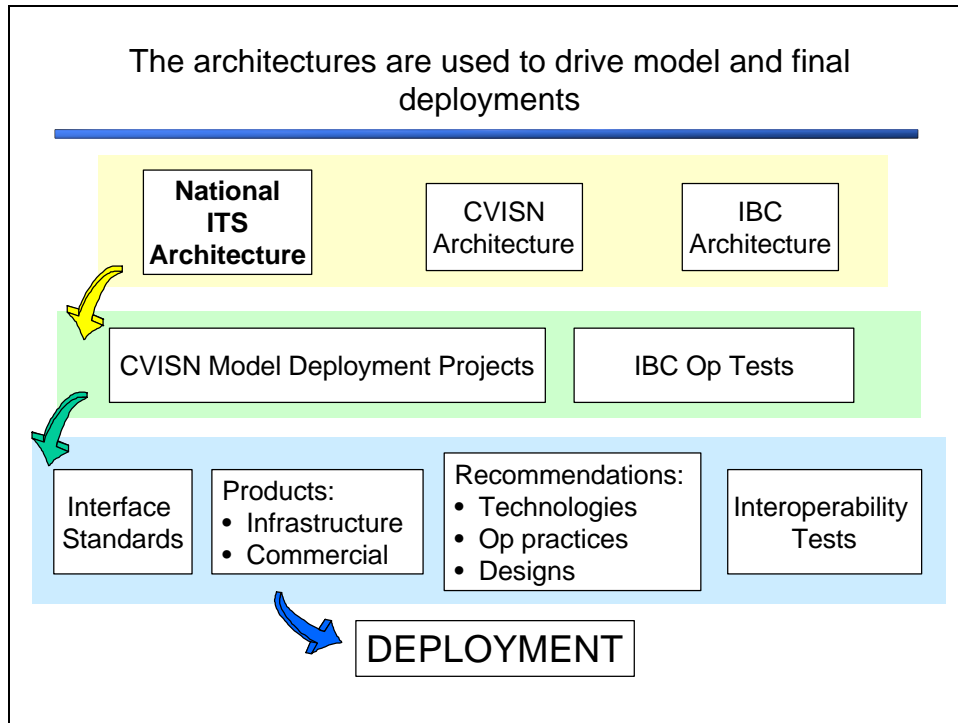 The architectures are used to drive model and final
deployments
National
ITS
Architecture
CVISN
Architecture
IBC
Architecture
CVISN Model Deployment Projects
IBC Op Tests
Interface
Standards
Products:
• Infrastructure
• Commercial
Recommendations:
• Technologies
• Op practices
• Designs
Interoperability
Tests
DEPLOYMENT